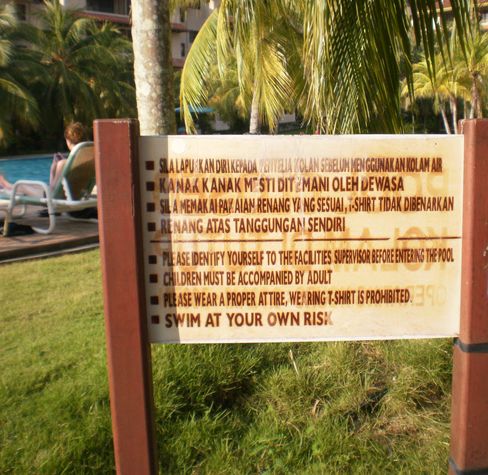 SILA LAPURKAN DIRI KEPADA PENYELIA KOLAN SEBELUM MENGGUNAKAN KOLAM AIR
KANAK KANAK MESTI DITEMANI OLEH DEWASA
SILA MEMAKAI PAKAIAN RENANG YANG SESUAI, T-SHIRT TIDAK DIBENARKAN
RENANG ATAS TANGGUNGAN SENDIRI
PLEASE IDENTIFY YOURSELF TO THE FACILITIES SUPERVISOR BEFORE ENTERING THE POOL
CHILDREN MUST BE ACCOMPANIED BY ADULT
PLEASE WEAR A PROPER ATTIRE, WEARING T-SHIRT IS PROHIBITED.
SWIM AT YOUR OWN RISK